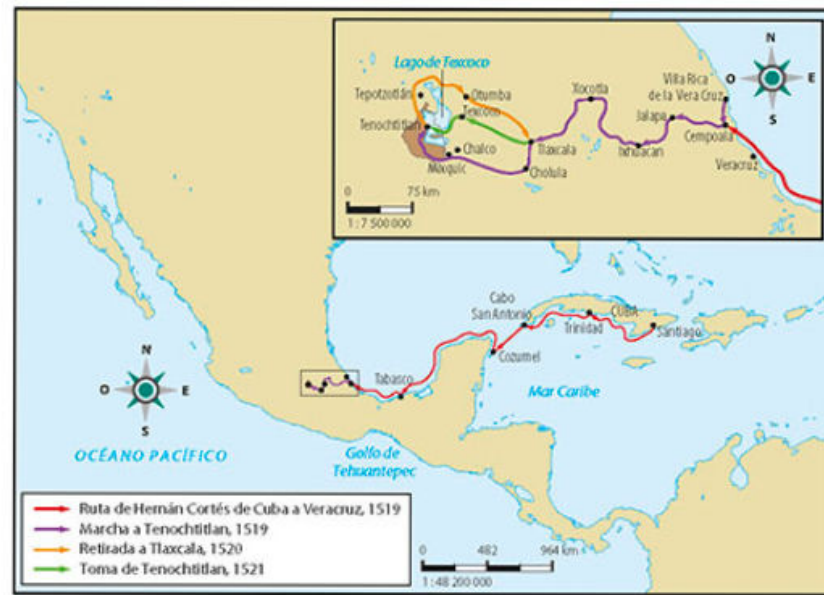 N
O
E
S
Lago de Texcoco
Tepotzotlán
Otumba
Texcoco
Tenochtitlan
Chalco
Mixquic
Cholula
Tlaxcala
Xocotla
Ixhuacan
Jalapa
Villa Rica
de la Vera Cruz
Cempoala
Veracruz
0 75 km
1 : 7 500 000
Cabo
San Antonio
CUBA
Trinidad
Santiago
Cozumel
Tabasco
Mar Caribe
N
O
E
S
OCÉANO PACÍFICO
Golfo de
Tehuantepec
Ruta de Hernán Cortés de Cuba a Veracruz, 1519
Marcha a Tenochtitlan, 1519
Retirada a Tlaxcala, 1520
Toma de Tenochtitlan, 1521
0 482 964 km
1 : 48 200 000